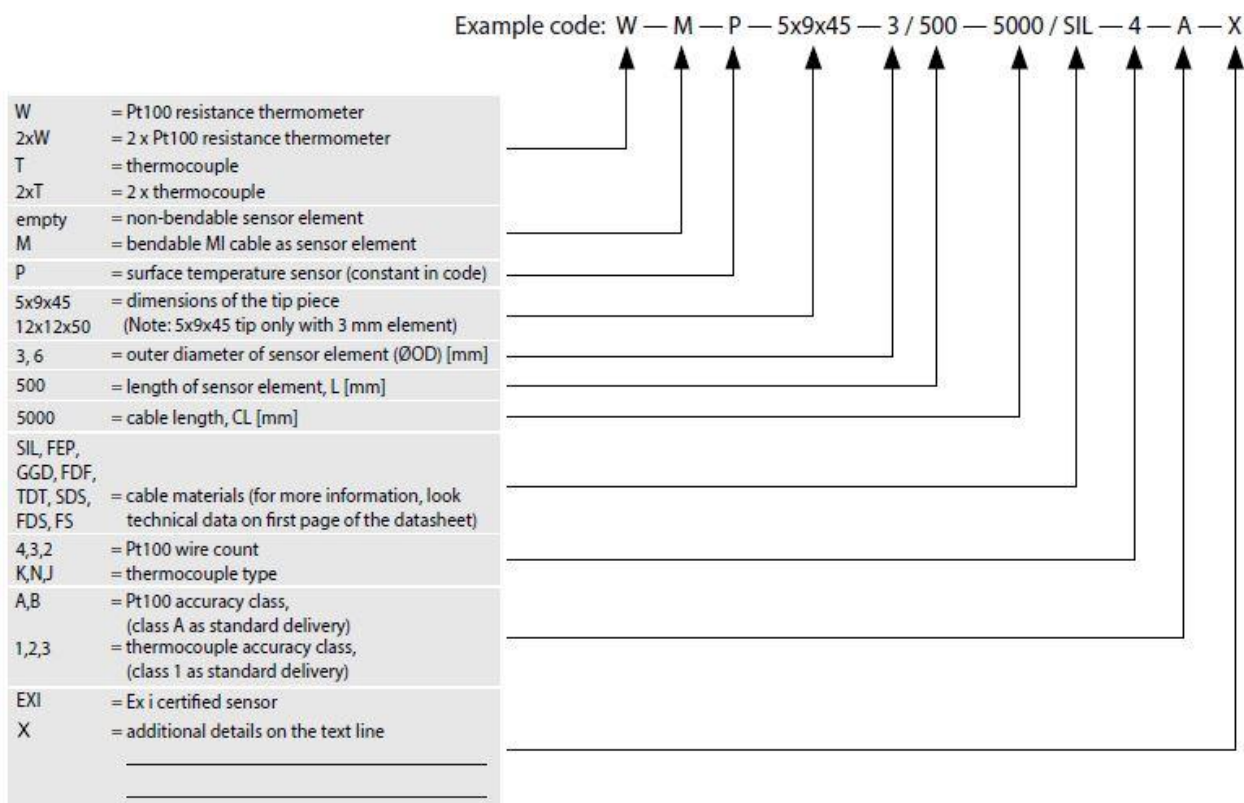 Example code: W — M — P — 5x9x45 — 3 / 500 — 5000 / SIL — 4 — A — X
W = Pt100 resistance thermometer
2xW = 2 x Pt100 resistance thermometer
T = thermocouple
2xT = 2 x thermocouple
empty = non-bendable sensor element
M = bendable MI cable as sensor element
P = surface temperature sensor (constant in code)
5x9x45 = dimensions of the tip piece
12x12x50 (Note: 5x9x45 tip only with 3 mm element)
3, 6 = outer diameter of sensor element (ØOD) [mm]
500 = length of sensor element, L [mm]
5000 = cable length, CL [mm]
SIL, FEP,
GGD, FDF,
TDT, SDS, = cable materials (for more information, look
FDS, FS technical data on first page of the datasheet)
4,3,2 = Pt100 wire count
K,N,J = thermocouple type
A,B = Pt100 accuracy class,
(class A as standard delivery)
1,2,3 = thermocouple accuracy class,
(class 1 as standard delivery)
EXI = Ex i certified sensor
X = additional details on the text line